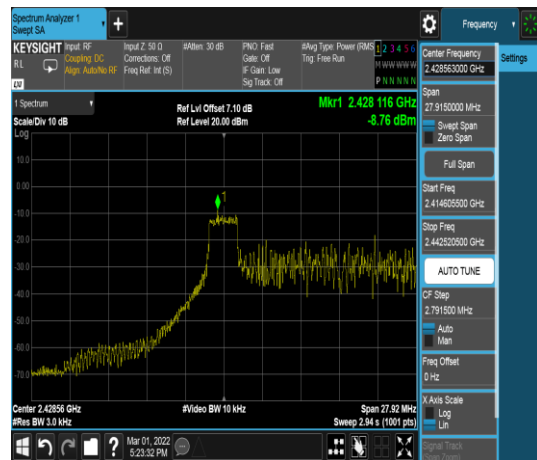 Spectrum Analyzer 1
Swept SA
Frequency
KEYSIGHT
Input: RF
Coupling: DC
Align: Auto/No RF
Input Z: 50 Ω
Corrections: Off
Freq Ref: Int (S)
#Atten: 30 dB
PNO: Fast
Gate: Off
IF Gain: Low
Sig Track: Off
#Avg Type: Power (RMS
Trig: Free Run
1 2 3 4 5 6
M W W W W W
P N N N N N
RL
LXI
Center Frequency
2.428563000 GHz
Settings
Span
27.9150000 MHz
Swept Span
Zero Span
Full Span
Start Freq
2.414605500 GHz
Stop Freq
2.442520500 GHz
AUTO TUNE
CF Step
2.791500 MHz
Auto
Man
Freq Offset
0 Hz
X Axis Scale
Log
Lin
Signal Track
(Span Zoom)
1 Spectrum
Scale/Div 10 dB
Ref Lvl Offset 7.10 dB
Ref Level 20.00 dBm
Mkr1 2.428 116 GHz
-8.76 dBm
Log
10.0
0.00
-10.0
-20.0
-30.0
-40.0
-50.0
-60.0
-70.0
1
Center 2.42856 GHz
#Res BW 3.0 kHz
#Video BW 10 kHz
Span 27.92 MHz
Sweep 2.94 s (1001 pts)
Mar 01, 2022
5:23:32 PM